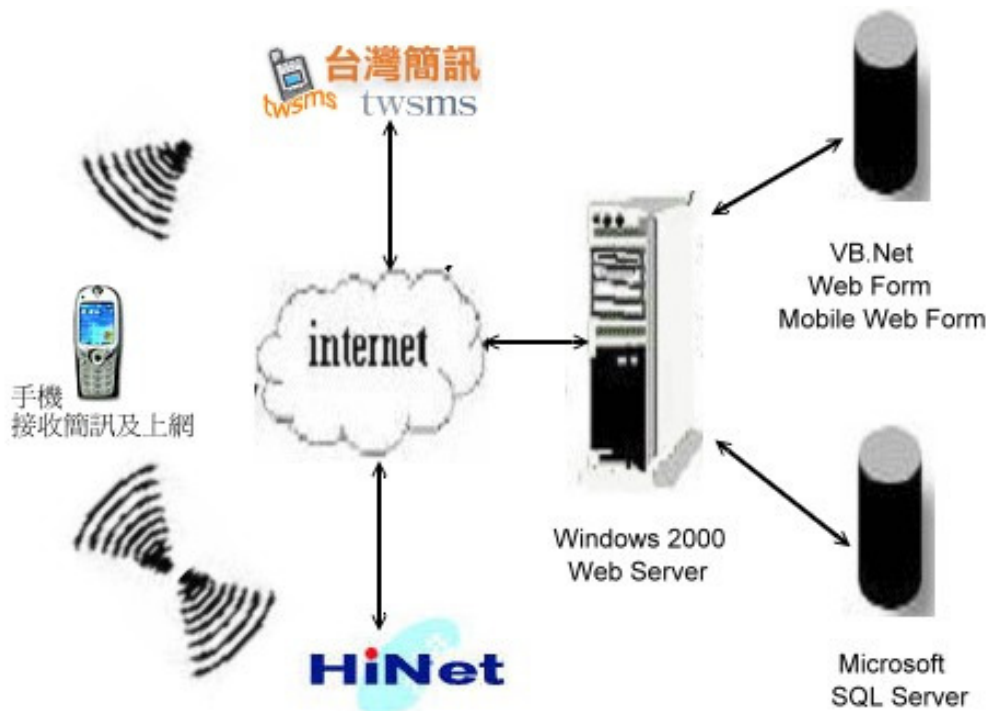 台灣簡訊
twsms
twsms
VB.Net
Web Form
Mobile Web Form
internet
手機
接收簡訊及上網
Windows 2000
Web Server
HiNet
Microsoft
SQL Server